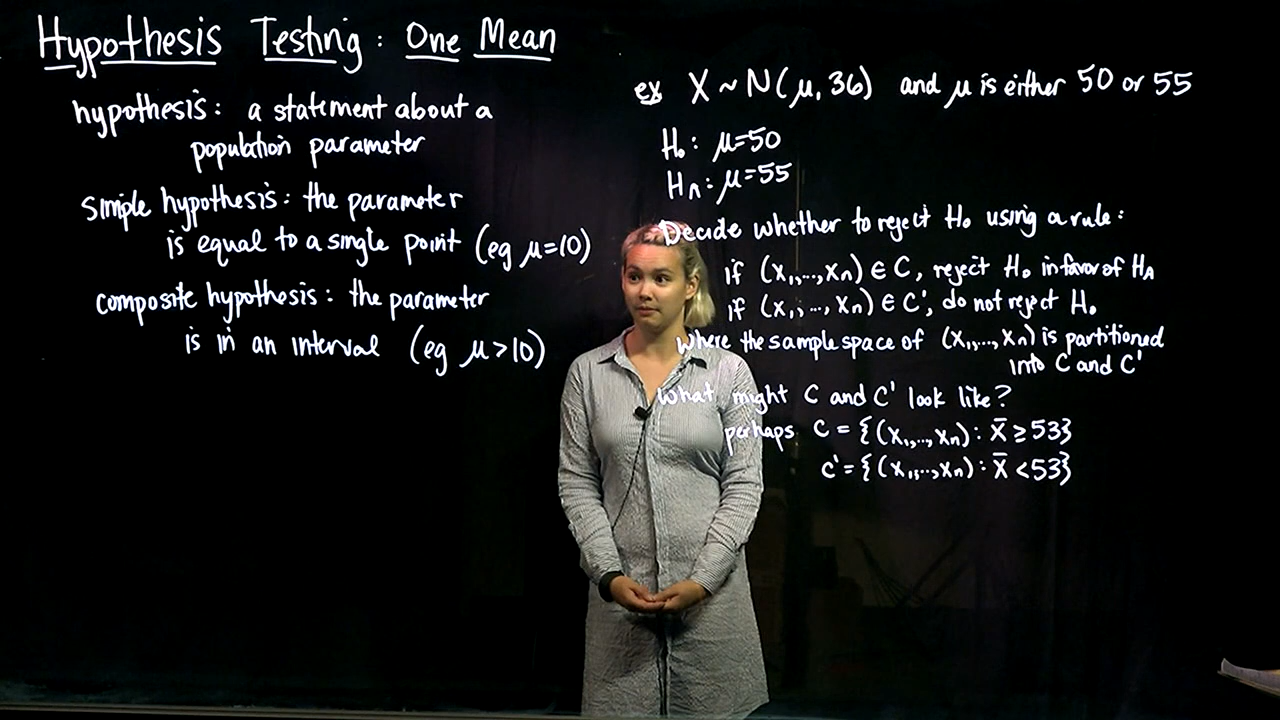 Hypothesis Testing: One Mean
hypothesis: a statement about a
population parameter
simple hypothesis: the parameter
is equal to a single point (eg μ=10)
composite hypothesis: the parameter
is in an interval (eg μ>10)
ex X ~ N(μ, 36) and μ is either 50 or 55
H₀: μ=50
H_A: μ=55
Decide whether to reject H₀ using a rule:
if (x₁,...,xₙ) ∈ C, reject H₀ in favor of H_A
if (x₁,...,xₙ) ∈ C', do not reject H₀
where the sample space of (x₁,...,xₙ) is partitioned
into C and C'
What might C and C' look like?
perhaps C = {(x₁,...,xₙ): x̄ ≥ 53}
C' = {(x₁,...,xₙ): x̄ < 53}